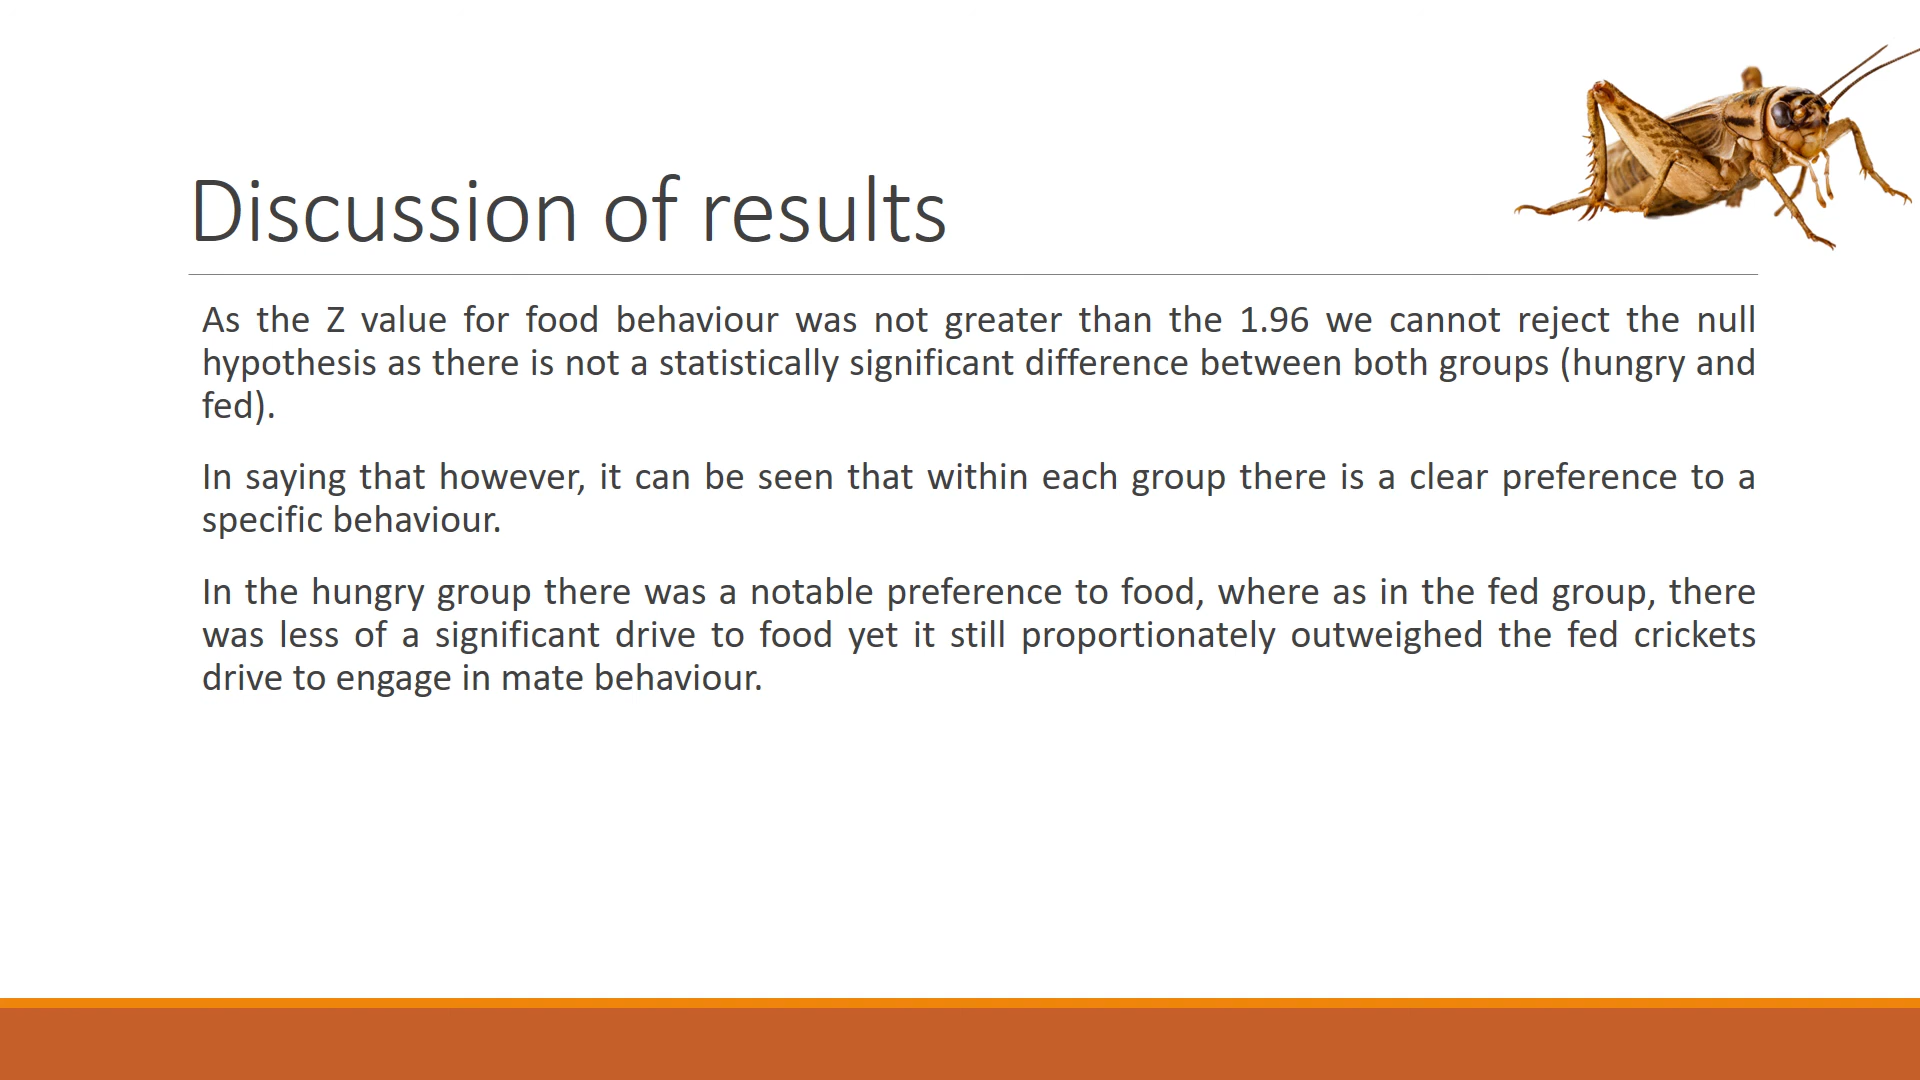 Discussion of results
As the Z value for food behaviour was not greater than the 1.96 we cannot reject the null
hypothesis as there is not a statistically significant difference between both groups (hungry and
fed).
In saying that however, it can be seen that within each group there is a clear preference to a
specific behaviour.
In the hungry group there was a notable preference to food, where as in the fed group, there
was less of a significant drive to food yet it still proportionately outweighed the fed crickets
drive to engage in mate behaviour.